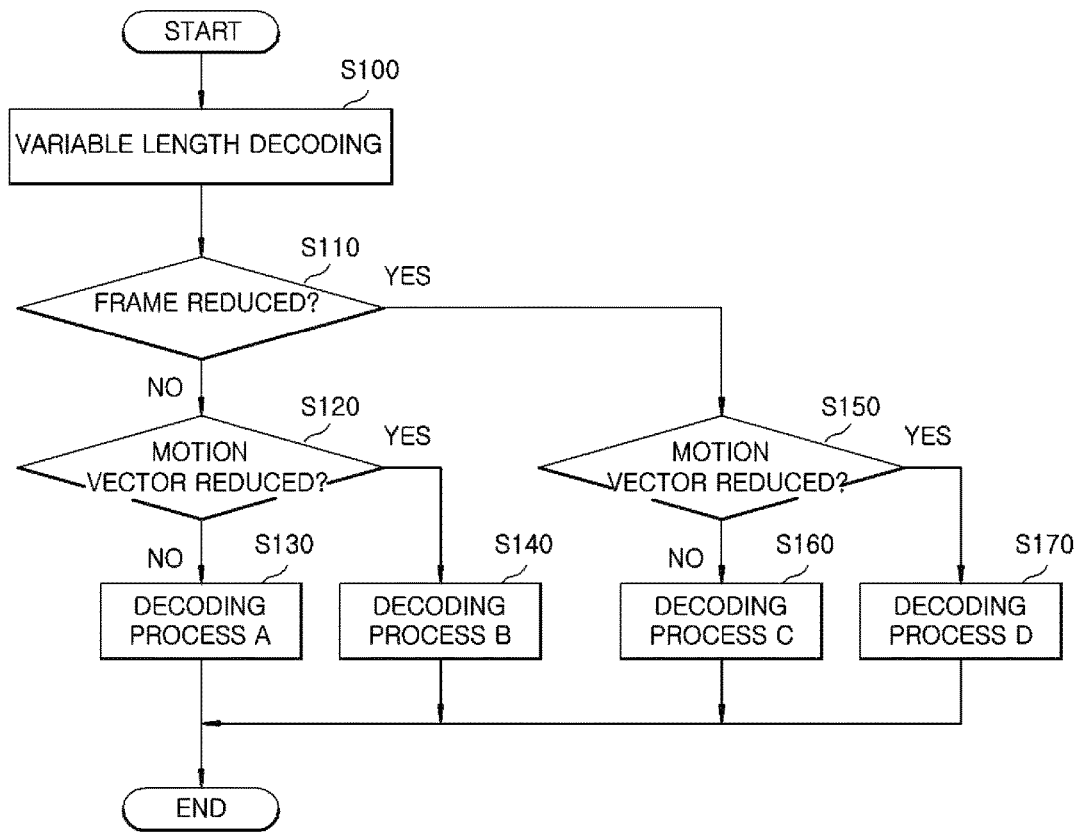 START
S100
VARIABLE LENGTH DECODING
S110
YES
FRAME REDUCED?
NO
S120
YES
MOTION
VECTOR REDUCED?
S150
YES
MOTION
VECTOR REDUCED?
NO
S130
DECODING
PROCESS A
S140
DECODING
PROCESS B
NO
S160
DECODING
PROCESS C
S170
DECODING
PROCESS D
END